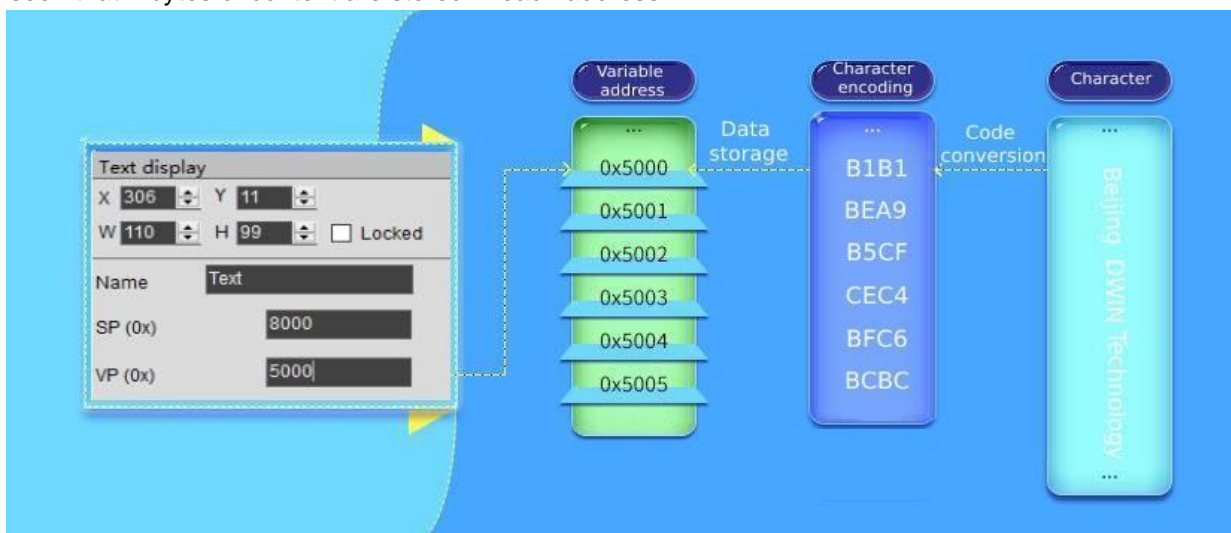 Variable
address
Character
encoding
Character
Text display
X 306 Y 11
W 110 H 99 Locked
Name Text
SP (0x) 8000
VP (0x) 5000
...
0x5000
0x5001
0x5002
0x5003
0x5004
0x5005
Data
storage
...
B1B1
BEA9
B5CF
CEC4
BFC6
BCBC
Code
conversion
...
Beijing DWIN Technology
...